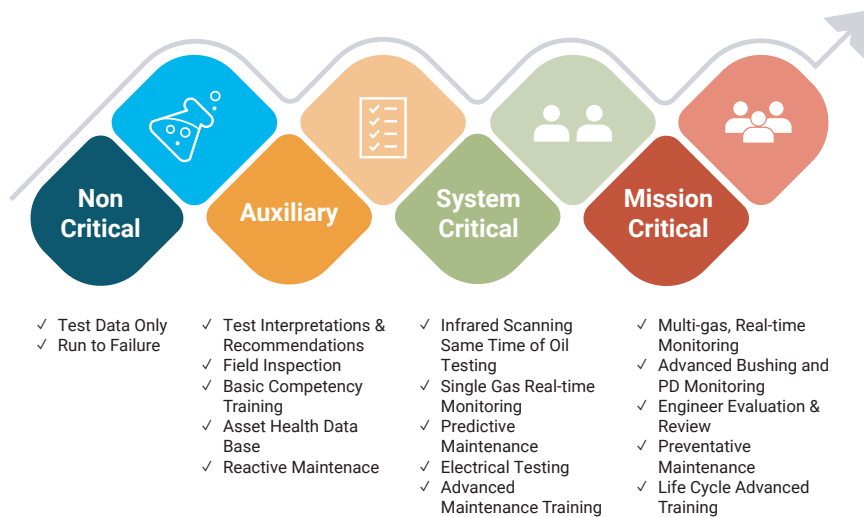 Non
Critical
Auxiliary
System
Critical
Mission
Critical
✓ Test Data Only
✓ Run to Failure
✓ Test Interpretations &
Recommendations
✓ Field Inspection
✓ Basic Competency
Training
✓ Asset Health Data
Base
✓ Reactive Maintenace
✓ Infrared Scanning
Same Time of Oil
Testing
✓ Single Gas Real-time
Monitoring
✓ Predictive
Maintenance
✓ Electrical Testing
✓ Advanced
Maintenance Training
✓ Multi-gas, Real-time
Monitoring
✓ Advanced Bushing and
PD Monitoring
✓ Engineer Evaluation &
Review
✓ Preventative
Maintenance
✓ Life Cycle Advanced
Training